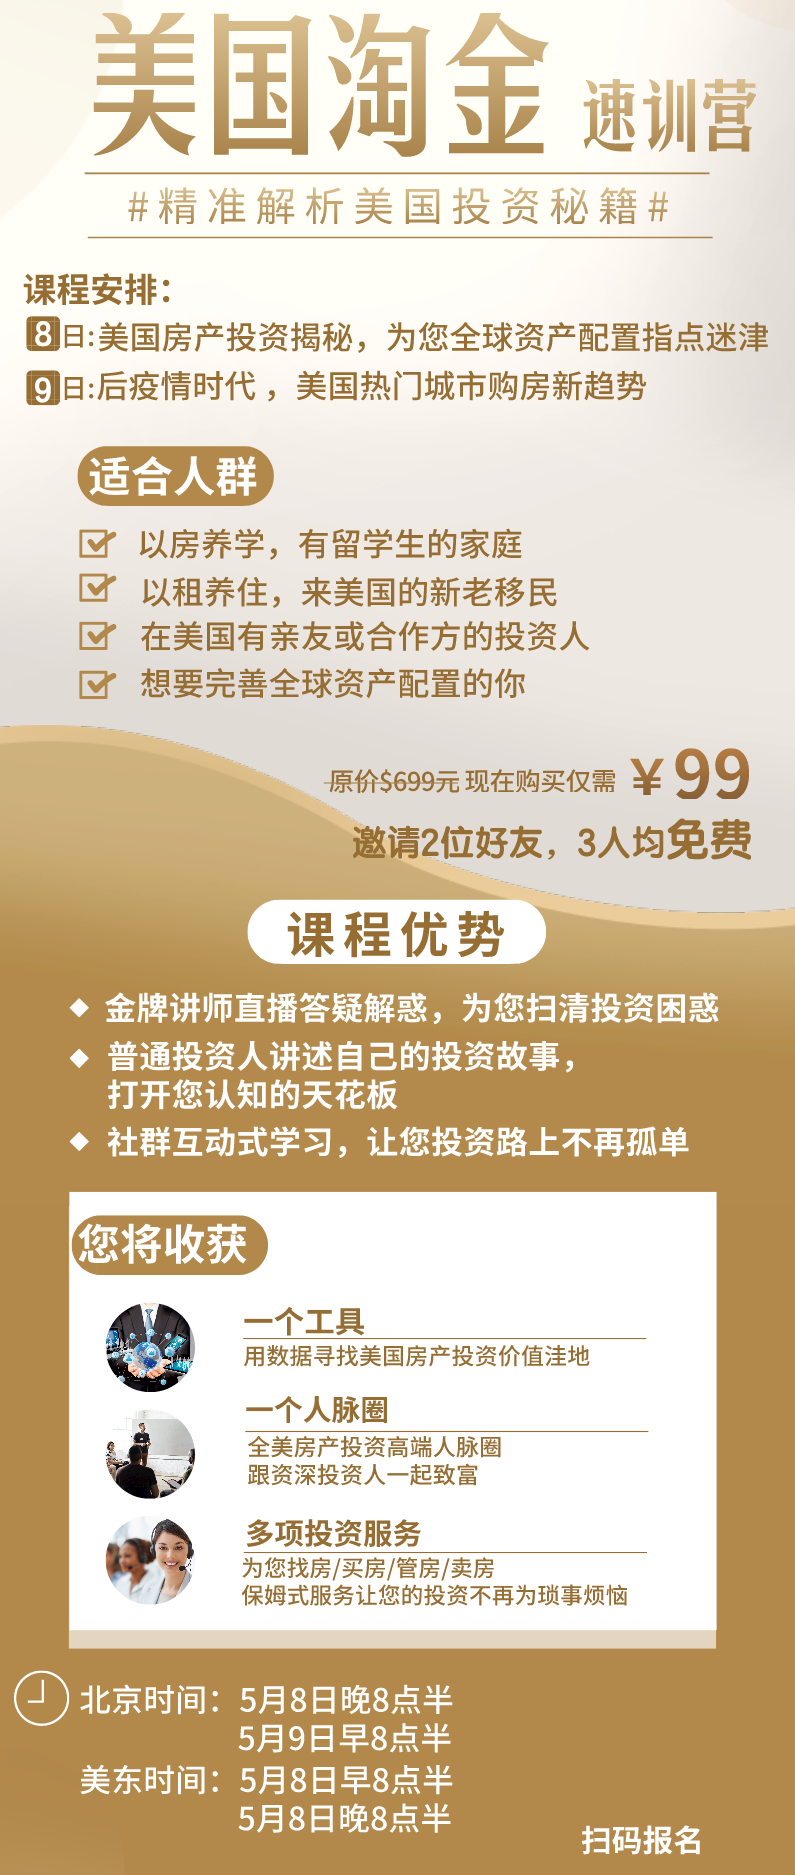 美国淘金 速训营
#精准解析美国投资秘籍#
课程安排：
8日:美国房产投资揭秘，为您全球资产配置指点迷津
9日:后疫情时代，美国热门城市购房新趋势
适合人群
以房养学，有留学生的家庭
以租养住，来美国的新老移民
在美国有亲友或合作方的投资人
想要完善全球资产配置的你
原价$699元 现在购买仅需 ￥99
邀请2位好友，3人均免费
课程优势
金牌讲师直播答疑解惑，为您扫清投资困惑
普通投资人讲述自己的投资故事，
打开您认知的天花板
社群互动式学习，让您投资路上不再孤单
您将收获
一个工具
用数据寻找美国房产投资价值洼地
一个人脉圈
全美房产投资高端人脉圈
跟资深投资人一起致富
多项投资服务
为您找房/买房/管房/卖房
保姆式服务让您的投资不再为琐事烦恼
北京时间：5月8日晚8点半
5月9日早8点半
美东时间：5月8日早8点半
5月8日晚8点半
扫码报名